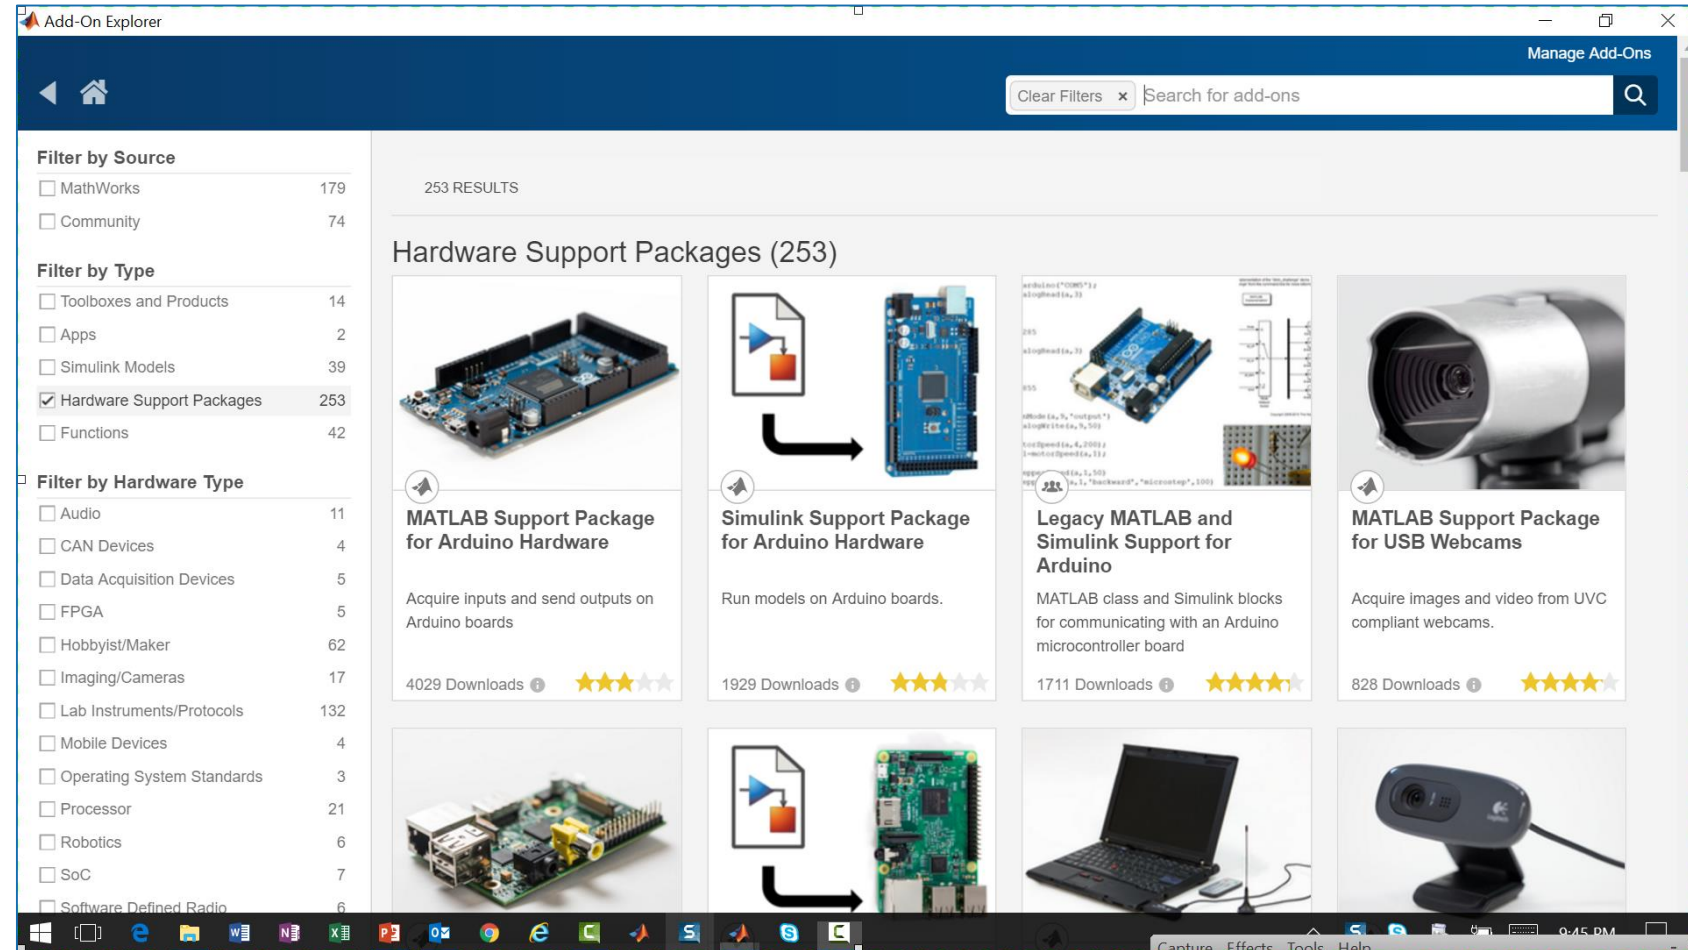 Add-On Explorer
Manage Add-Ons
Clear Filters × Search for add-ons
Filter by Source
MathWorks 179
Community 74
Filter by Type
Toolboxes and Products 14
Apps 2
Simulink Models 39
Hardware Support Packages 253
Functions 42
Filter by Hardware Type
Audio 11
CAN Devices 4
Data Acquisition Devices 5
FPGA 5
Hobbyist/Maker 62
Imaging/Cameras 17
Lab Instruments/Protocols 132
Mobile Devices 4
Operating System Standards 3
Processor 21
Robotics 6
SoC 7
Software Defined Radio 6
253 RESULTS
Hardware Support Packages (253)
MATLAB Support Package
for Arduino Hardware
Acquire inputs and send outputs on
Arduino boards
4029 Downloads
Simulink Support Package
for Arduino Hardware
Run models on Arduino boards.
1929 Downloads
Legacy MATLAB and
Simulink Support for
Arduino
MATLAB class and Simulink blocks
for communicating with an Arduino
microcontroller board
1711 Downloads
MATLAB Support Package
for USB Webcams
Acquire images and video from UVC
compliant webcams.
828 Downloads
9:45 PM
Capture Effects Tools Help